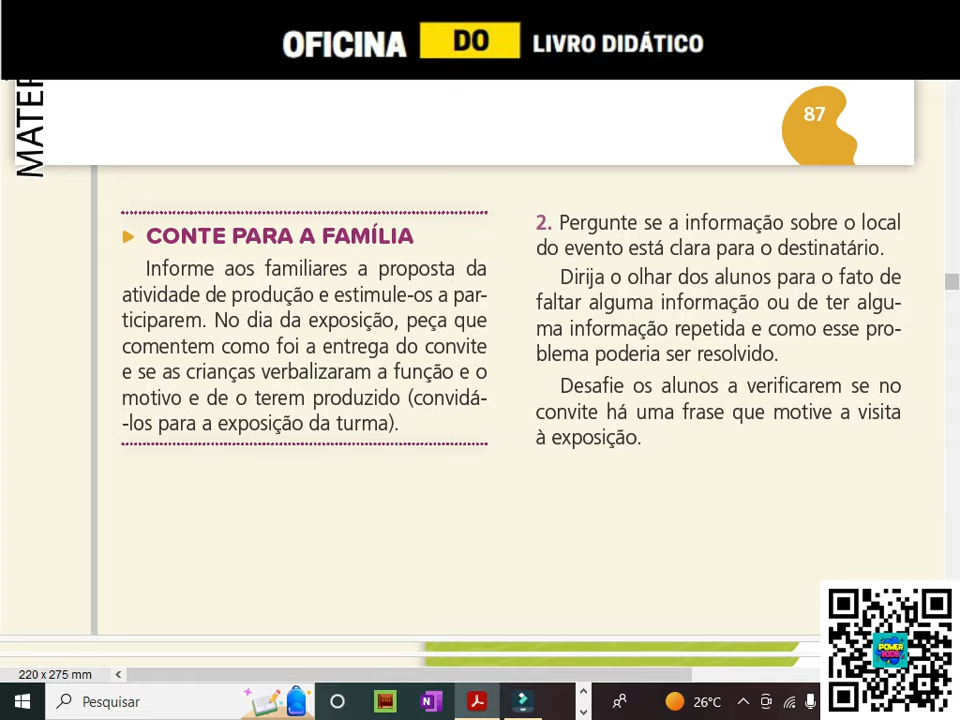 OFICINA DO LIVRO DIDÁTICO
MATER
87
CONTE PARA A FAMÍLIA
Informe aos familiares a proposta da
atividade de produção e estimule-os a par-
ticiparem. No dia da exposição, peça que
comentem como foi a entrega do convite
e se as crianças verbalizaram a função e o
motivo e de o terem produzido (convidá-
-los para a exposição da turma).
2. Pergunte se a informação sobre o local
do evento está clara para o destinatário.
Dirija o olhar dos alunos para o fato de
faltar alguma informação ou de ter algu-
ma informação repetida e como esse pro-
blema poderia ser resolvido.
Desafie os alunos a verificarem se no
convite há uma frase que motive a visita
à exposição.
POWER KIDS
220 x 275 mm
Pesquisar
26°C